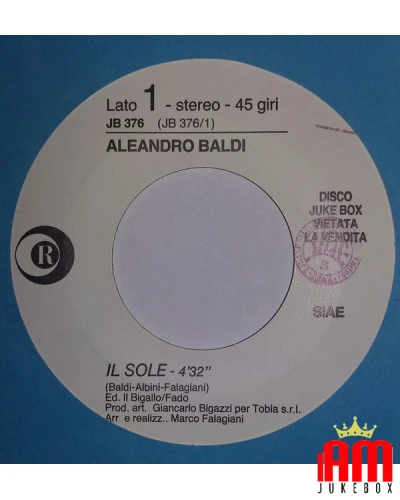 Lato 1 - stereo - 45 giri
JB 376 (JB 376/1)
ALEANDRO BALDI
R
DISCO
JUKE BOX
VIETATA
LA VENDITA
SIAE
IL SOLE - 4'32"
(Baldi-Albini-Falagiani)
Ed. Il Bigallo/Fado
Prod. art. Giancarlo Bigazzi per Tobia s.r.l.
Arr e realizz.. Marco Falagiani
IAM
JUKEBOX